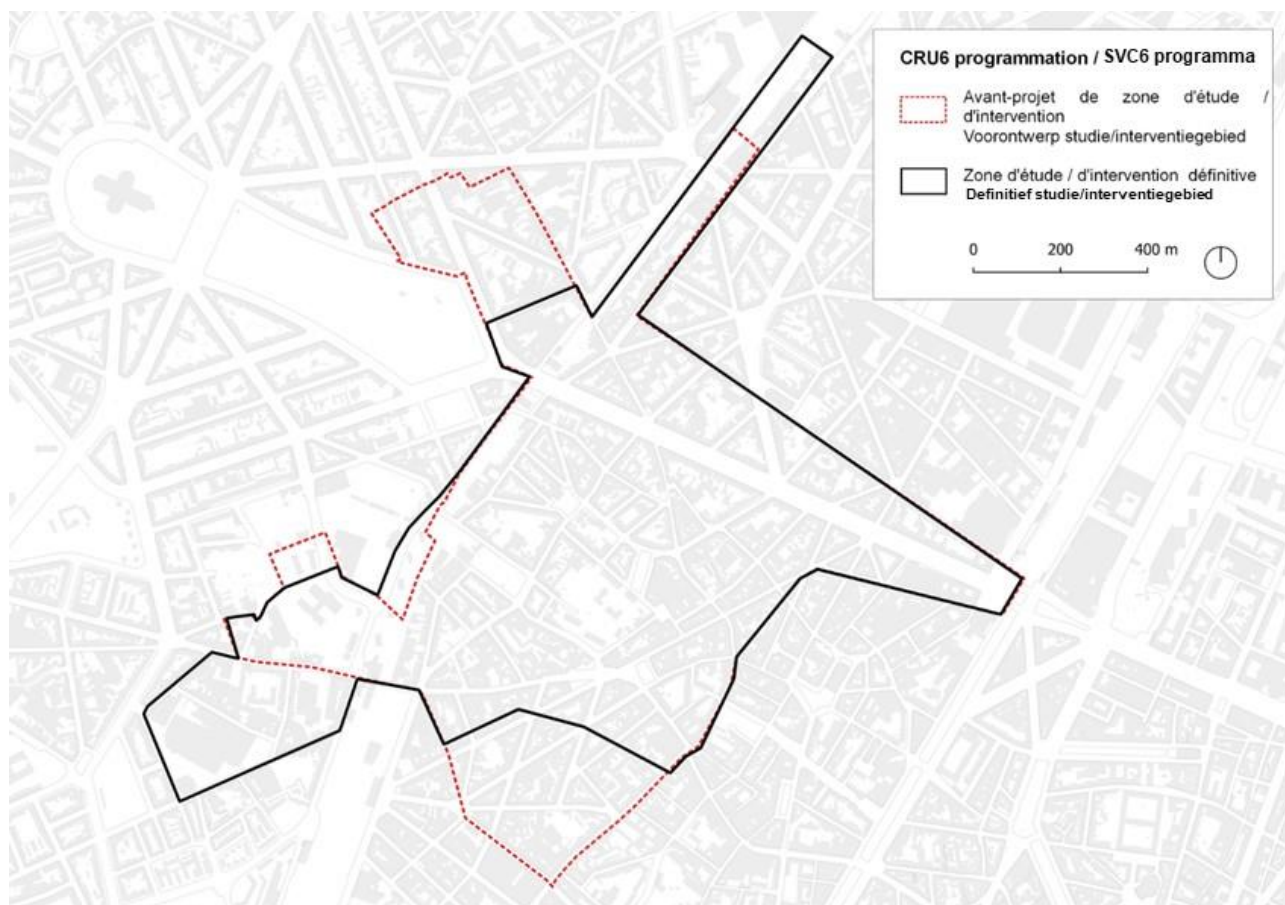 CRU6 programmation / SVC6 programma
Avant-projet de zone d'étude /
d'intervention
Voorontwerp studie/interventiegebied
Zone d'étude / d'intervention définitive
Definitief studie/interventiegebied
0 200 400 m